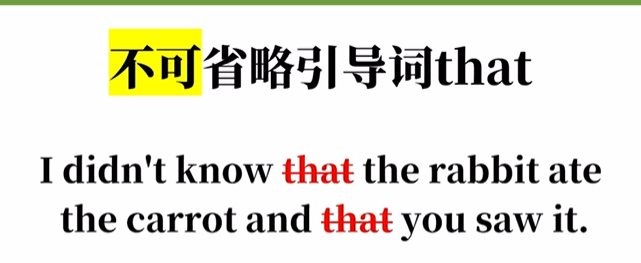 不可省略引导词that
I didn't know that the rabbit ate
the carrot and that you saw it.